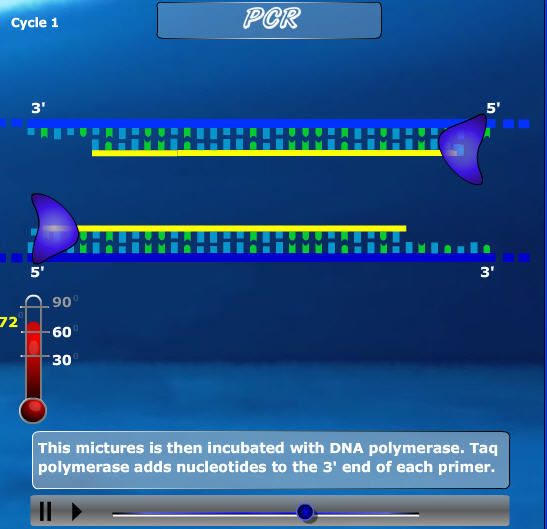 Cycle 1
PCR
3'
5'
5'
3'
90°
72°
60°
30°
This mictures is then incubated with DNA polymerase. Taq
polymerase adds nucleotides to the 3' end of each primer.